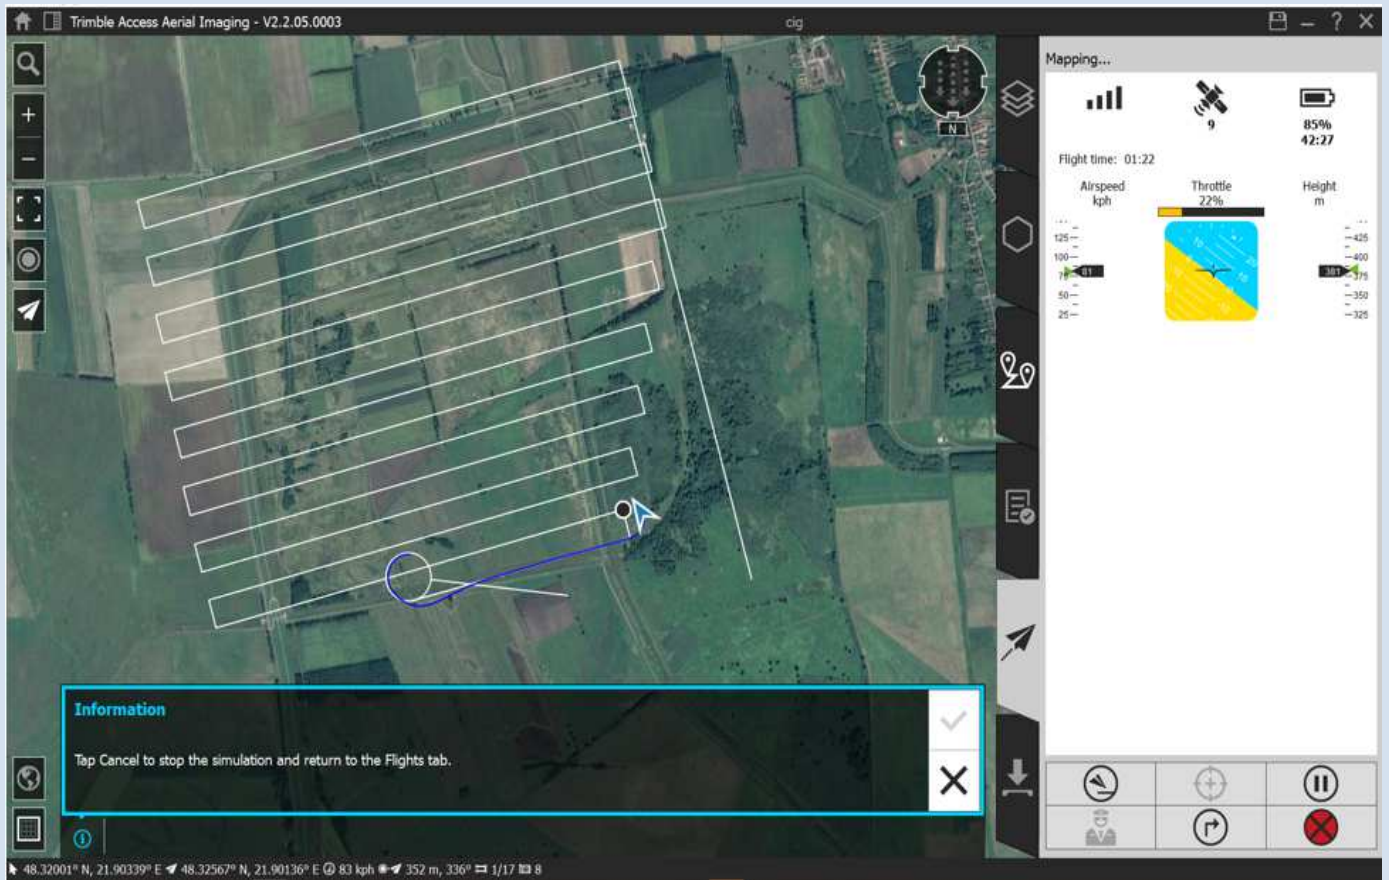 Trimble Access Aerial Imaging - V2.2.05.0003
cig
?
Mapping...
N
9
85%
42:27
Flight time: 01:22
Airspeed
kph
Throttle
22%
Height
m
125
100
81
50
25
425
400
381
375
350
325
Information
Tap Cancel to stop the simulation and return to the Flights tab.
48.32001° N, 21.90339° E 48.32567° N, 21.90136° E 83 kph 352 m, 336° 1/17 8